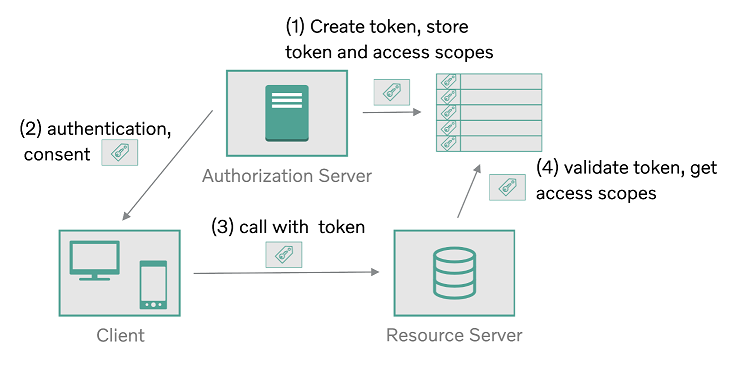 (1) Create token, store
token and access scopes
(2) authentication,
consent
Authorization Server
(4) validate token, get
access scopes
(3) call with token
Client
Resource Server